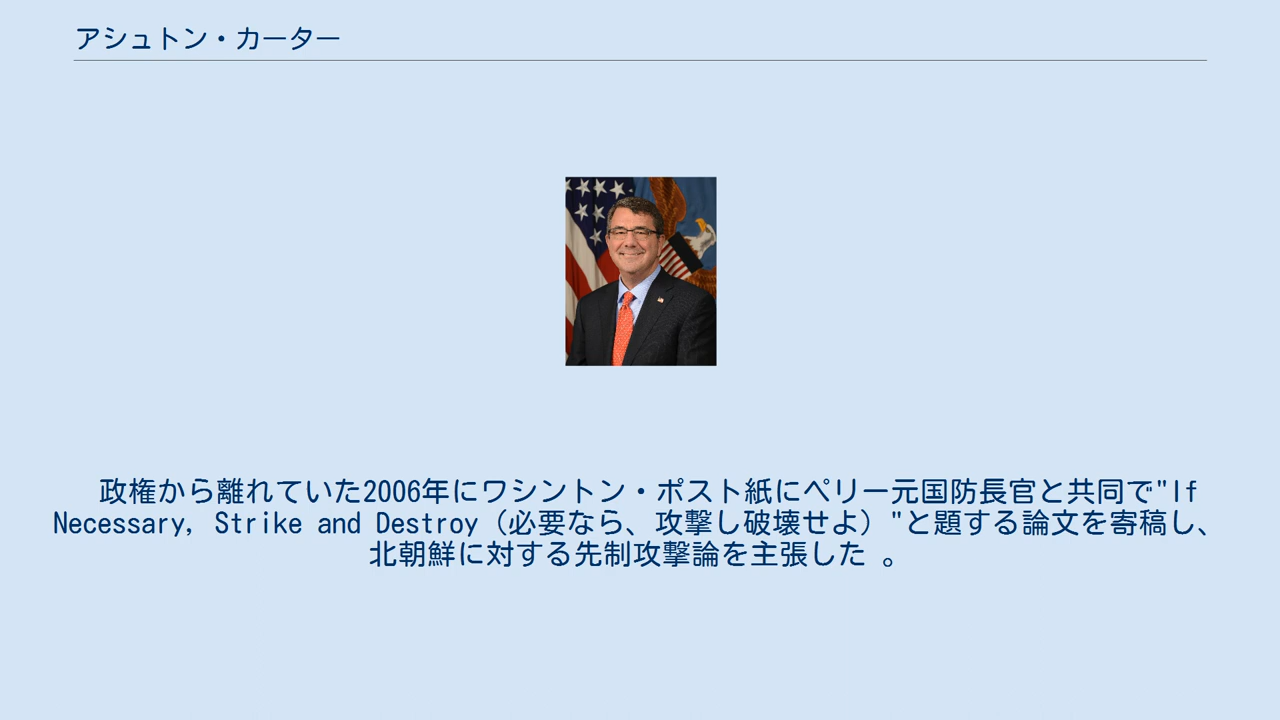 アシュトン・カーター
政権から離れていた2006年にワシントン・ポスト紙にペリー元国防長官と共同で"If
Necessary, Strike and Destroy（必要なら、攻撃し破壊せよ）"と題する論文を寄稿し、
北朝鮮に対する先制攻撃論を主張した 。